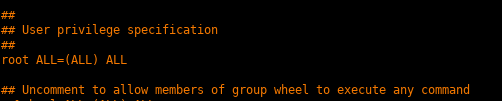 ##
## User privilege specification
##
root ALL=(ALL) ALL
## Uncomment to allow members of group wheel to execute any command